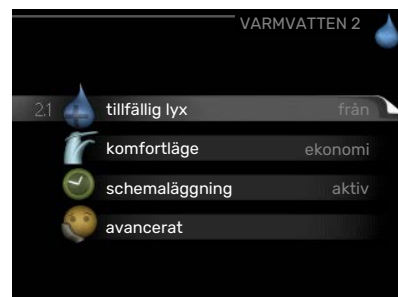 VARMVATTEN 2
2.1 tillfällig lyx från
komfortläge ekonomi
schemaläggning aktiv
avancerat